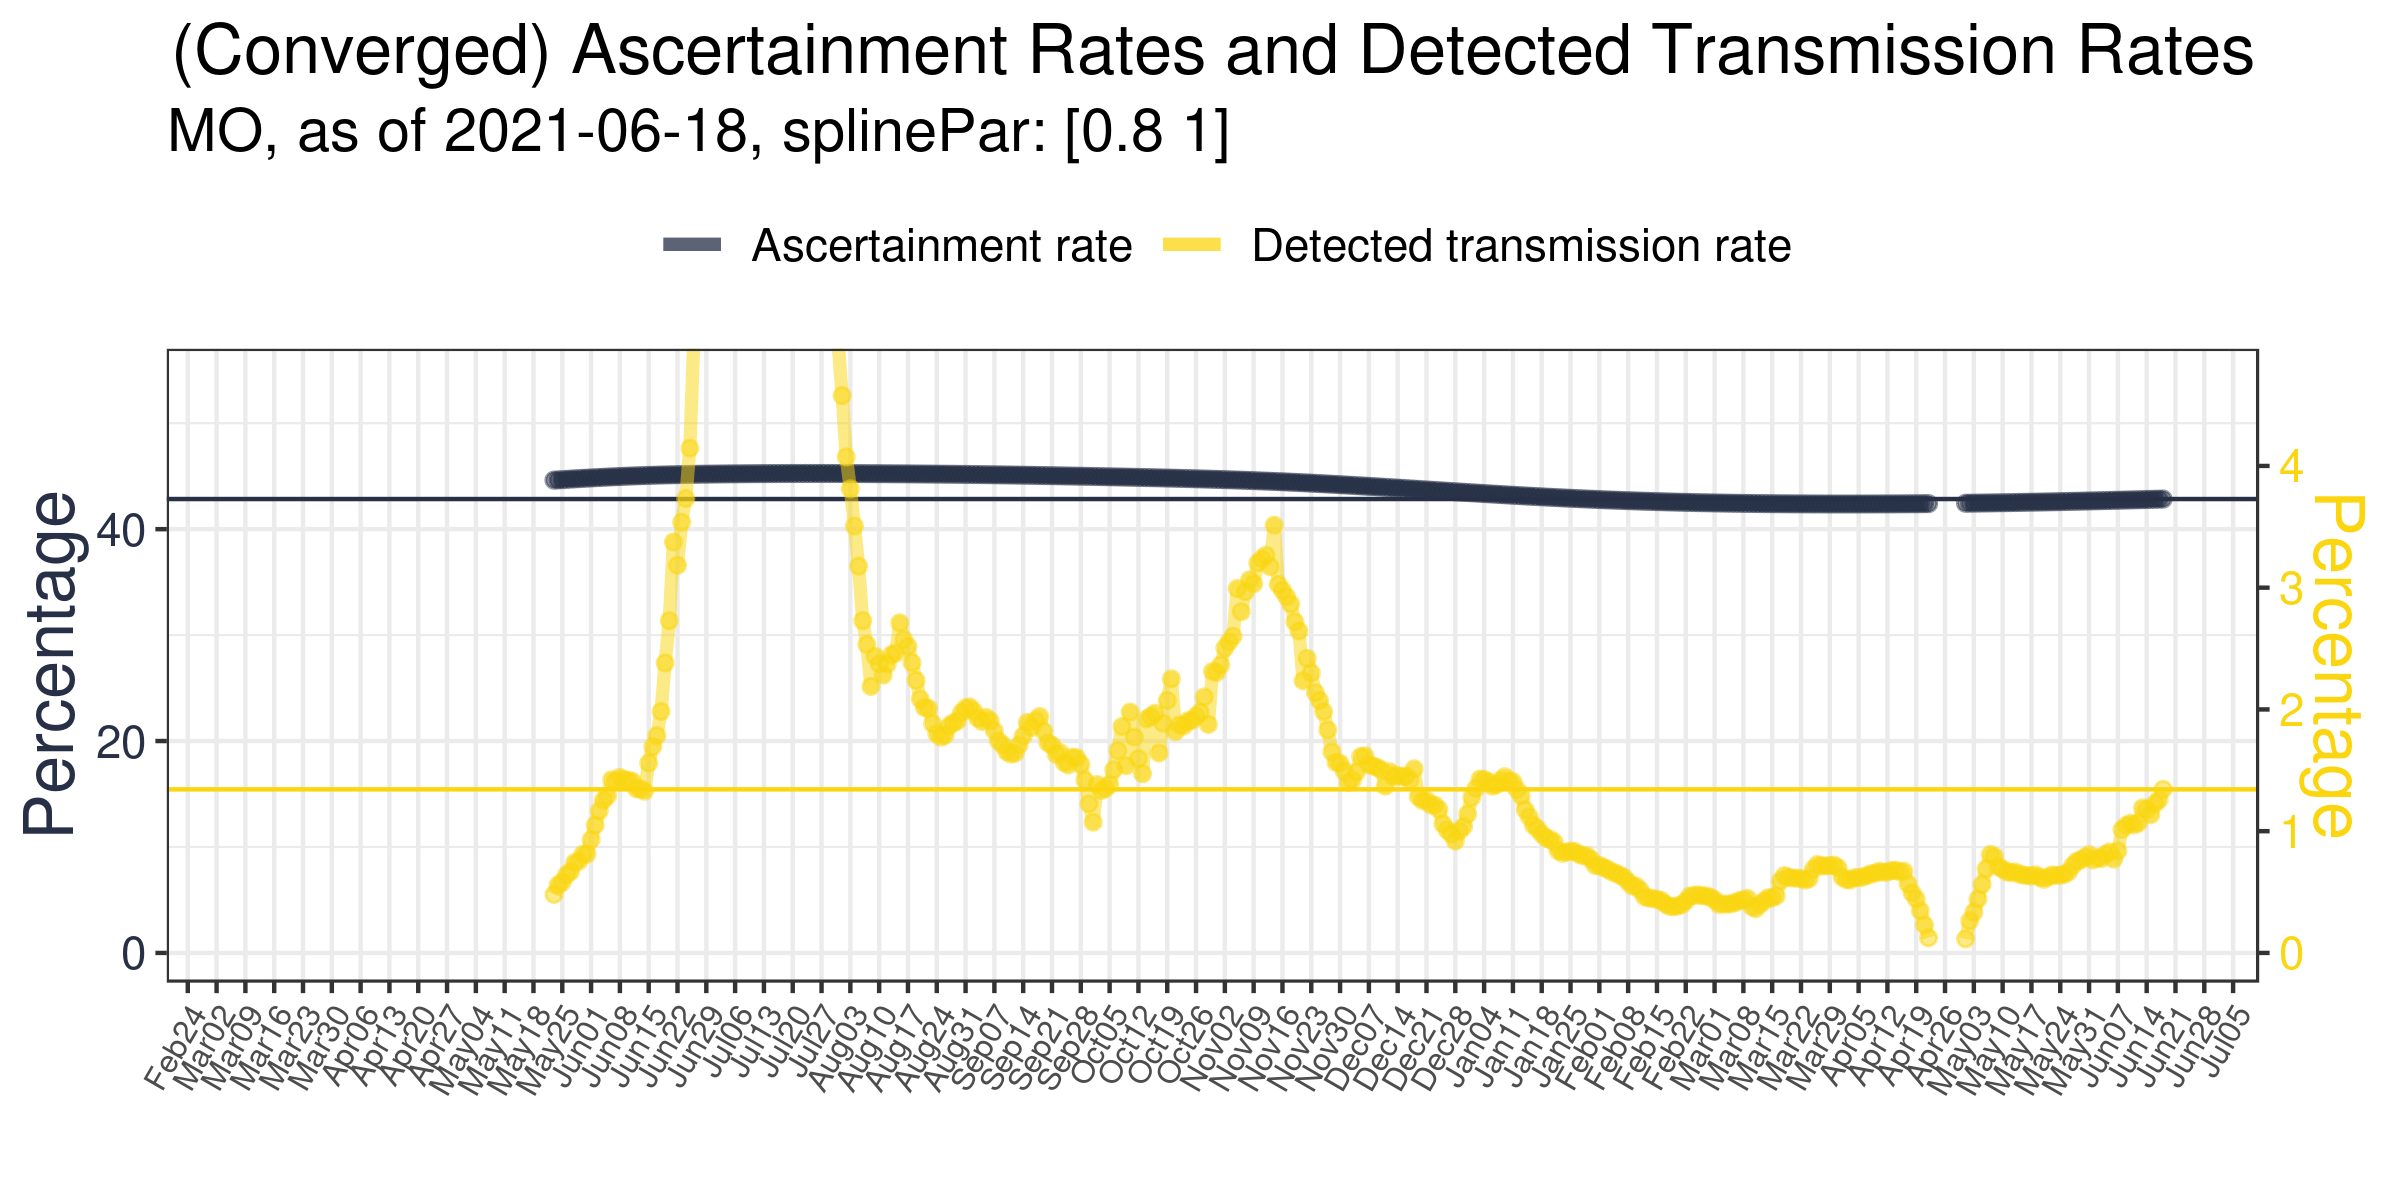 (Converged) Ascertainment Rates and Detected Transmission Rates
MO, as of 2021-06-18, splinePar: [0.8 1]
Ascertainment rate
Detected transmission rate
Percentage
40
20
0
4
3
2
1
0
Percentage
Feb24
Mar02
Mar09
Mar16
Mar23
Mar30
Apr06
Apr13
Apr20
Apr27
May04
May11
May18
May25
Jun01
Jun08
Jun15
Jun22
Jun29
Jul06
Jul13
Jul20
Jul27
Aug03
Aug10
Aug17
Aug24
Aug31
Sep07
Sep14
Sep21
Sep28
Oct05
Oct12
Oct19
Oct26
Nov02
Nov09
Nov16
Nov23
Nov30
Dec07
Dec14
Dec21
Dec28
Jan04
Jan11
Jan18
Jan25
Feb01
Feb08
Feb15
Feb22
Mar01
Mar08
Mar15
Mar22
Mar29
Apr05
Apr12
Apr19
Apr26
May03
May10
May17
May24
May31
Jun07
Jun14
Jun21
Jun28
Jul05